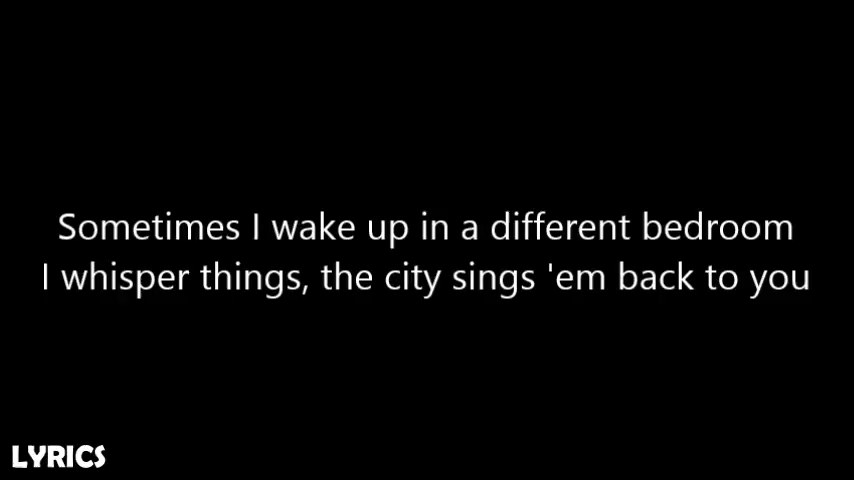 Sometimes I wake up in a different bedroom
I whisper things, the city sings 'em back to you
LYRICS